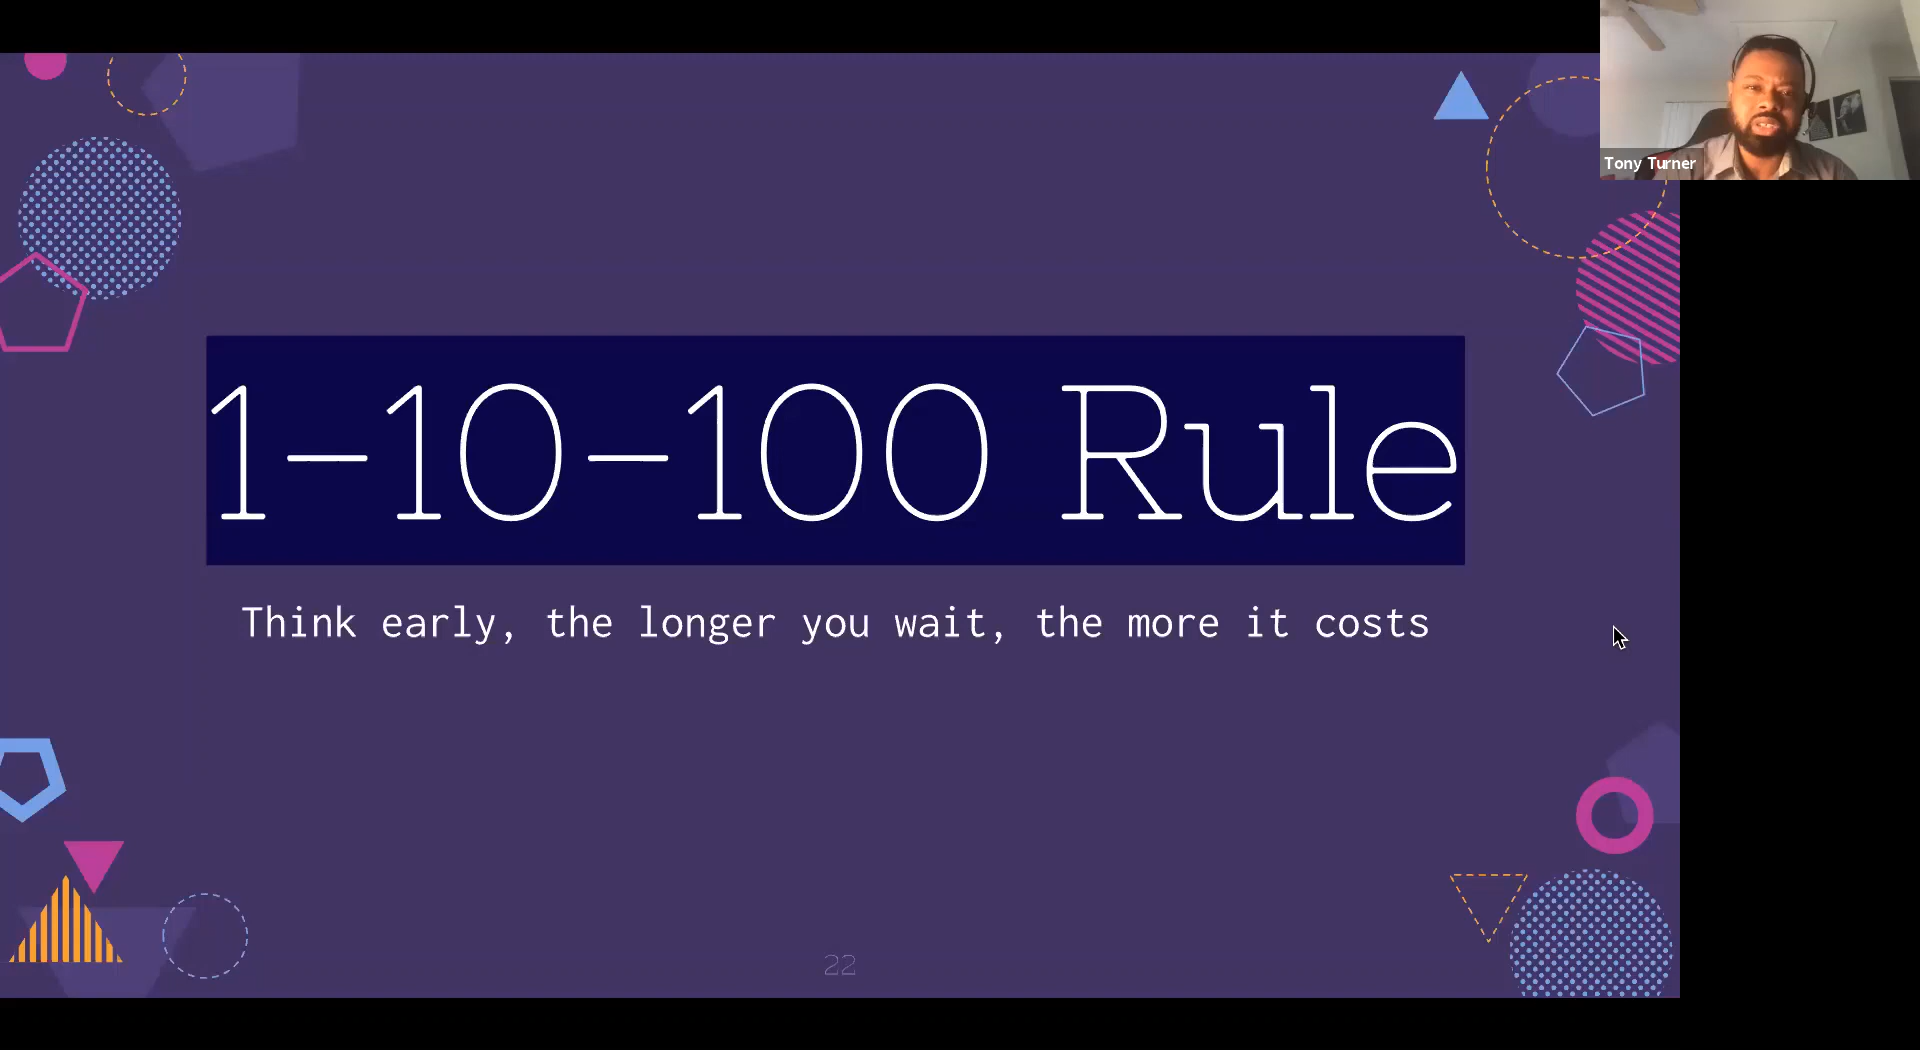 Tony Turner
1-10-100 Rule
Think early, the longer you wait, the more it costs
22